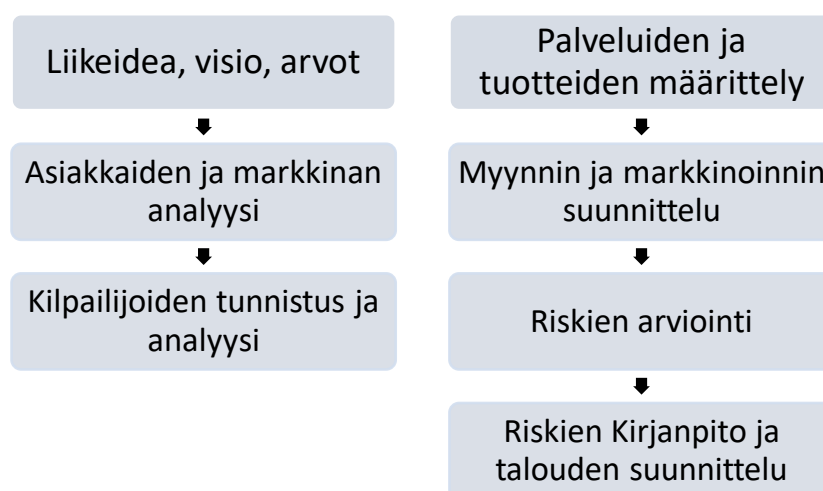 Liikeidea, visio, arvot
Asiakkaiden ja markkinan
analyysi
Kilpailijoiden tunnistus ja
analyysi
Palveluiden ja
tuotteiden määrittely
Myynnin ja markkinoinnin
suunnittelu
Riskien arviointi
Riskien Kirjanpito ja
talouden suunnittelu